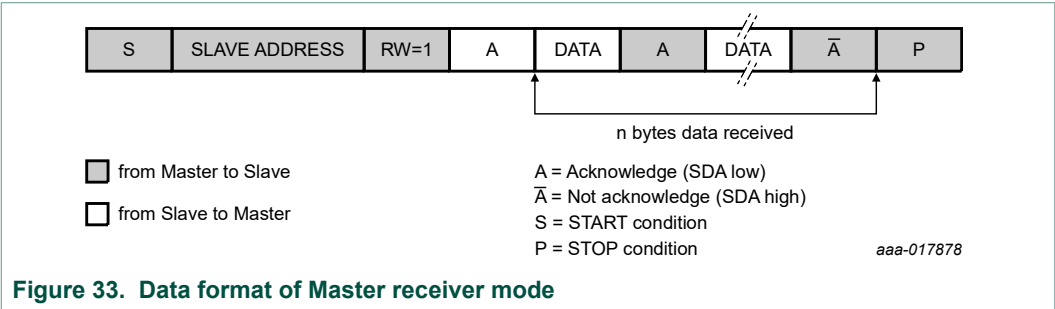 S SLAVE ADDRESS RW=1 A DATA A DATA A̅ P
n bytes data received
from Master to Slave
from Slave to Master
A = Acknowledge (SDA low)
A̅ = Not acknowledge (SDA high)
S = START condition
P = STOP condition
aaa-017878
Figure 33. Data format of Master receiver mode